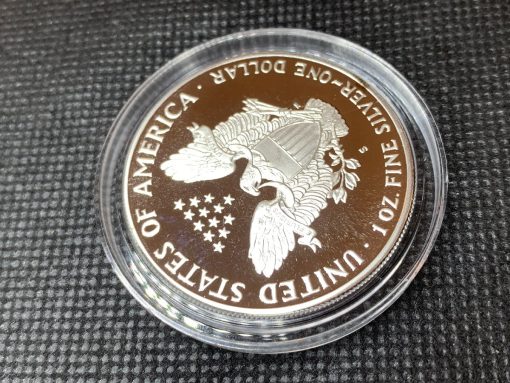 UNITED STATES OF AMERICA
1 OZ. FINE SILVER~ONE DOLLAR
S